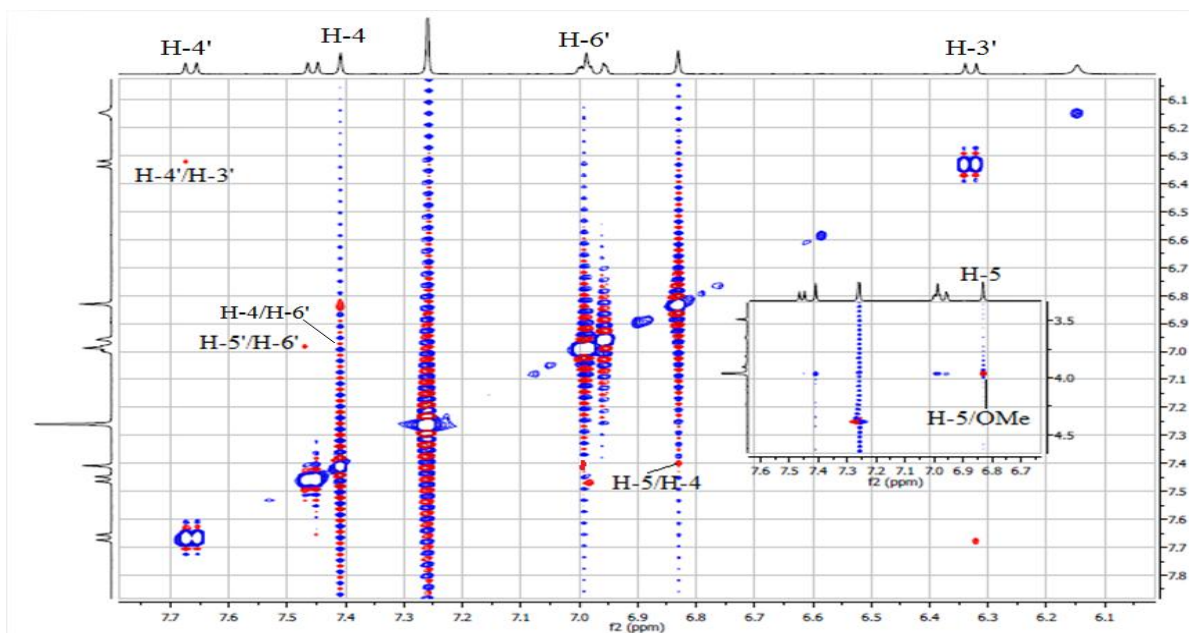 H-4'
H-4
H-6'
H-3'
6.1
6.2
6.3
6.4
6.5
6.6
6.7
6.8
6.9
7.0
7.1
7.2
7.3
7.4
7.5
7.6
7.7
7.8
H-4'/H-3'
H-4/H-6'
H-5'/H-6'
H-5/H-4
H-5
3.5
4.0
4.5
H-5/OMe
7.6 7.5 7.4 7.3 7.2 7.1 7.0 6.9 6.8 6.7
f2 (ppm)
7.7 7.6 7.5 7.4 7.3 7.2 7.1 7.0 6.9 6.8 6.7 6.6 6.5 6.4 6.3 6.2 6.1
f2 (ppm)